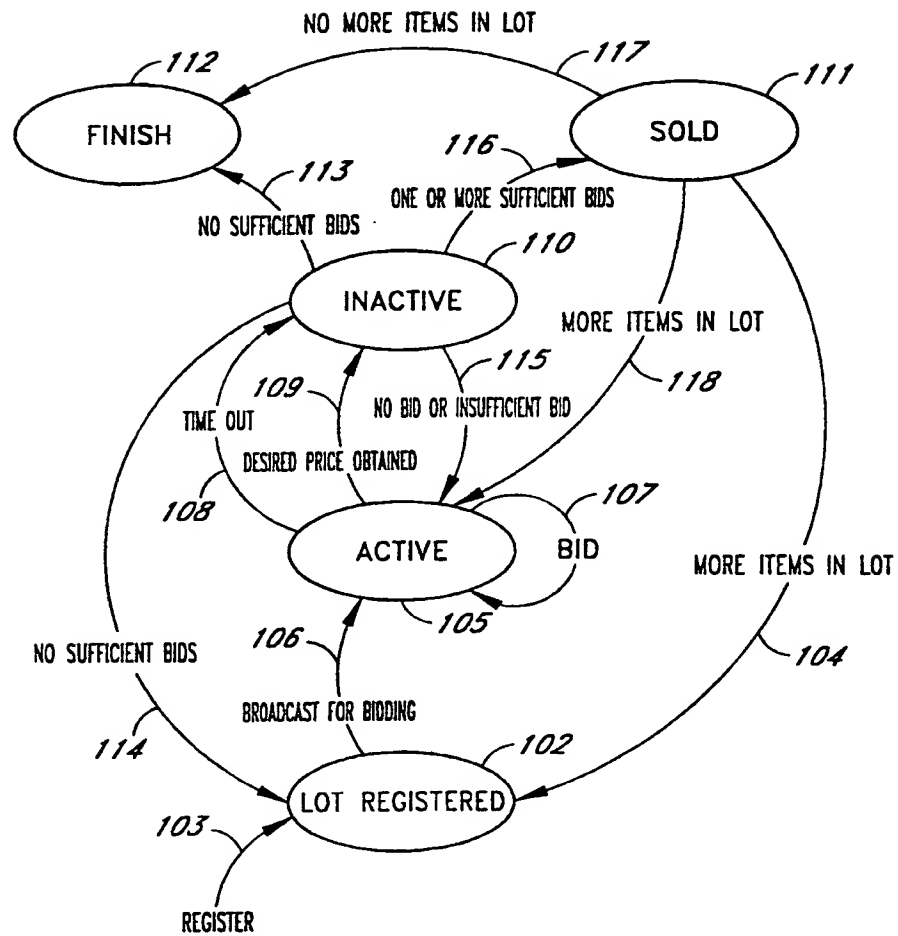 NO MORE ITEMS IN LOT
112
117
111
FINISH
SOLD
116
113
ONE OR MORE SUFFICIENT BIDS
NO SUFFICIENT BIDS
110
INACTIVE
MORE ITEMS IN LOT
115
109
118
TIME OUT
NO BID OR INSUFFICIENT BID
DESIRED PRICE OBTAINED
108
107
ACTIVE
BID
MORE ITEMS IN LOT
105
106
NO SUFFICIENT BIDS
104
BROADCAST FOR BIDDING
114
102
LOT REGISTERED
103
REGISTER